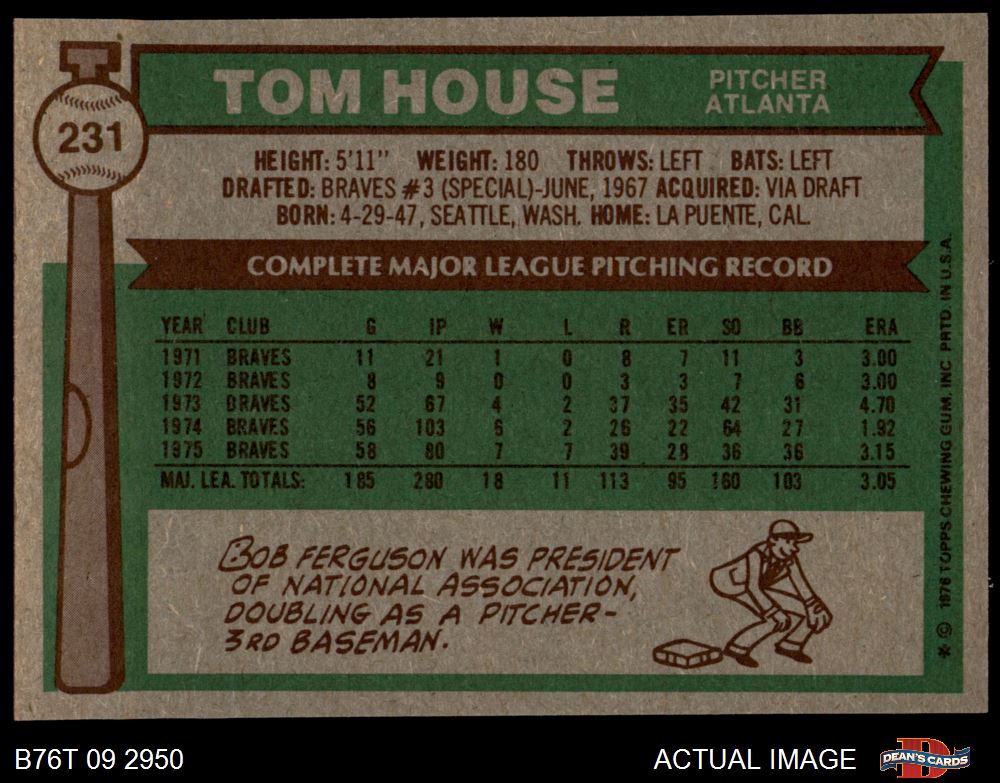 231
TOM HOUSE
PITCHER
ATLANTA
HEIGHT: 5'11" WEIGHT: 180 THROWS: LEFT BATS: LEFT
DRAFTED: BRAVES #3 (SPECIAL)-JUNE, 1967 ACQUIRED: VIA DRAFT
BORN: 4-29-47, SEATTLE, WASH. HOME: LA PUENTE, CAL.
COMPLETE MAJOR LEAGUE PITCHING RECORD
YEAR CLUB G IP W L R ER SO BB ERA
1971 BRAVES 11 21 1 0 8 7 11 3 3.00
1972 BRAVES 8 9 0 0 3 3 7 6 3.00
1973 BRAVES 52 67 4 2 37 35 42 31 4.70
1974 BRAVES 56 103 6 2 26 22 64 27 1.92
1975 BRAVES 58 80 7 7 39 28 36 36 3.15
MAJ. LEA. TOTALS: 185 280 18 11 113 95 160 103 3.05
BOB FERGUSON WAS PRESIDENT
OF NATIONAL ASSOCIATION,
DOUBLING AS A PITCHER-
3RD BASEMAN.
* © 1976 TOPPS CHEWING GUM, INC. PRTD. IN U.S.A.
B76T 09 2950
ACTUAL IMAGE
D
DEAN'S CARDS